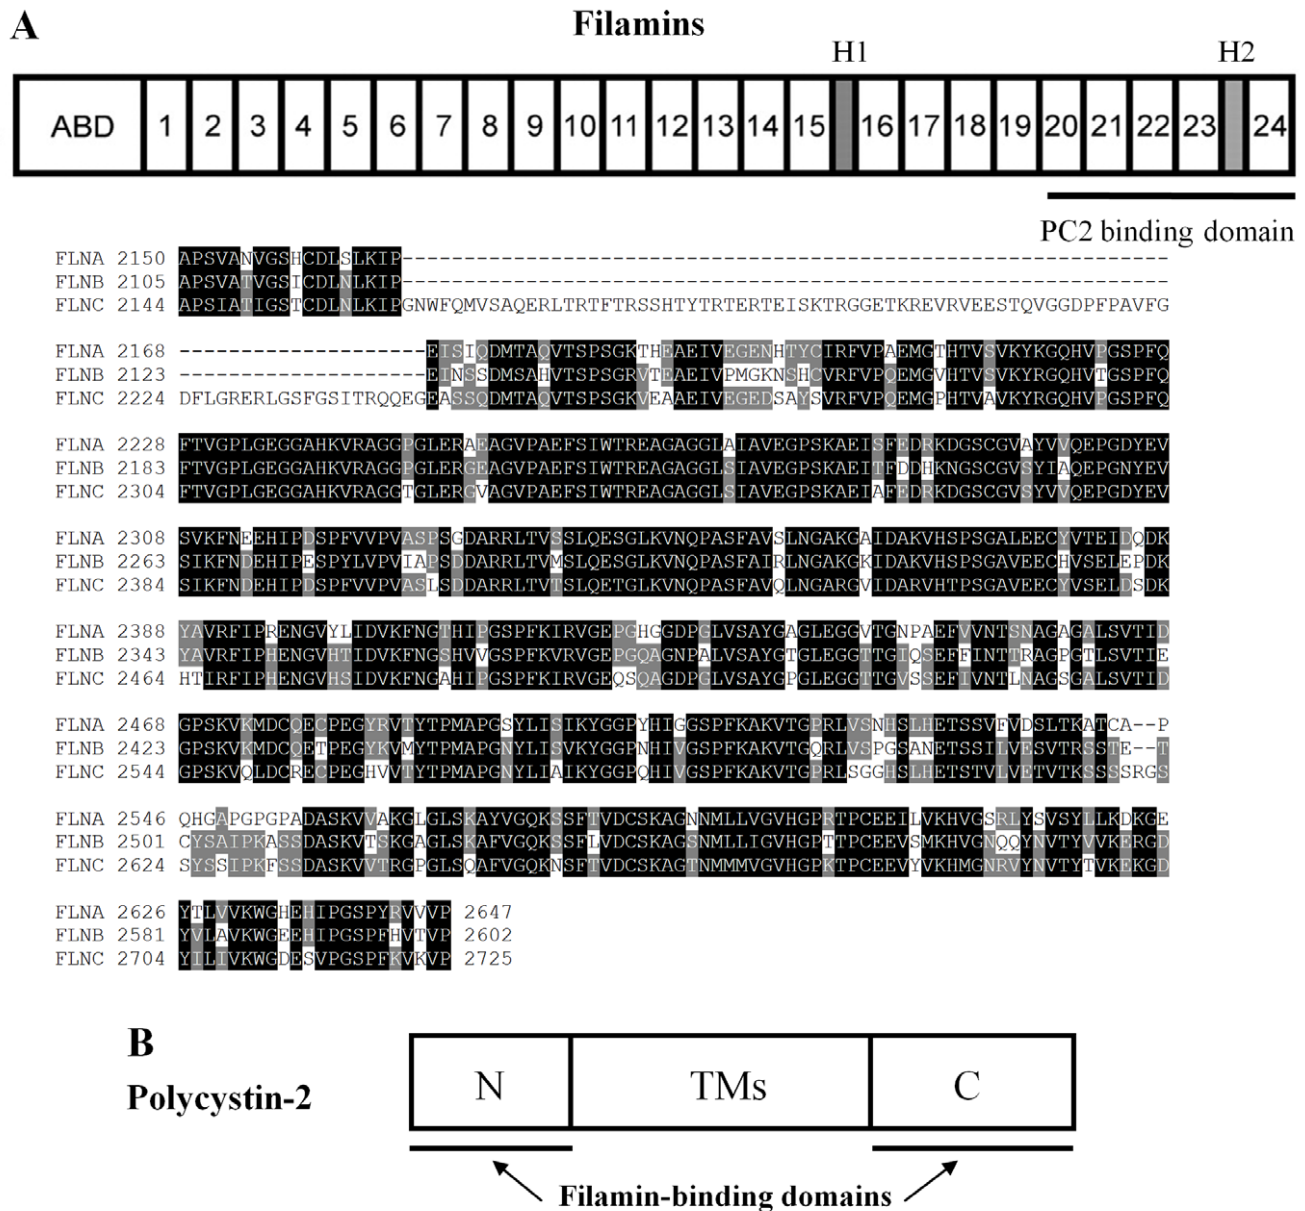 A
Filamins
H1
H2
ABD 1 2 3 4 5 6 7 8 9 10 11 12 13 14 15 16 17 18 19 20 21 22 23 24
PC2 binding domain
FLNA 2150 APSVANVGSHCDLSLKIP--------------------------------------------------------------
FLNB 2105 APSVATVGSICDLNLKIP--------------------------------------------------------------
FLNC 2144 APSIATIGSTCDLNLKIPGNWFQMVSAQERLTRTFTRSSHTYTRTERTEISKTRGGETKREVRVEESTQVGGDPFPAVFG
FLNA 2168 --------------------EISIQDMTAQVTSPSGKTHEAEIVEGENHTYCIRFVPAEMGTHTVSVKYKGQHVPGSPFQ
FLNB 2123 --------------------EINSSDMSAHVTSPSGRVTEAEIVPMGKNSHCVRFVPQEMGVHTVSVKYRGQHVTGSPFQ
FLNC 2224 DFLGRERLGSFGSITRQQEGEASSQDMTAQVTSPSGKVEAAEIVEGEDSAYSVRFVPQEMGPHTVAVKYRGQHVPGSPFQ
FLNA 2228 FTVGPLGEGGAHKVRAGGPGLERAEAGVPAEFSIWTREAGAGGLAIAVEGPSKAEISFEDRKDGSCGVAYVVQEPGDYEV
FLNB 2183 FTVGPLGEGGAHKVRAGGPGLERGEAGVPAEFSIWTREAGAGGLSIAVEGPSKAEITFDDHKNGSCGVSYIAQEPGNYEV
FLNC 2304 FTVGPLGEGGAHKVRAGGTGLERGVAGVPAEFSIWTREAGAGGLSIAVEGPSKAEIAFEDRKDGSCGVSYVVQEPGDYEV
FLNA 2308 SVKFNEEHIPDSPFVVPVASPSGDARRLTVSSLQESGLKVNQPASFAVSLNGAKGAIDAKVHSPSGALEECYVTEIDQDK
FLNB 2263 SIKFNDEHIPESPYLVPVIAPSDDARRLTVMSLQESGLKVNQPASFAIRLNGAKGKIDAKVHSPSGAVEECHVSELEPDK
FLNC 2384 SIKFNDEHIPDSPFVVPVASLSDDARRLTVTSLQETGLKVNQPASFAVQLNGARGVIDARVHTPSGAVEECYVSELDSDK
FLNA 2388 YAVRFIPRENGVYLIDVKFNGTHIPGSPFKIRVGEPGHGGDPGLVSAYGAGLEGGVTGNPAEFVVNTSNAGAGALSVTID
FLNB 2343 YAVRFIPHENGVHTIDVKFNGSHVVGSPFKVRVGEPGQAGNPALVSAYGTGLEGGTTGIQSEFFINTTRAGPGTLSVTIE
FLNC 2464 HTIRFIPHENGVHSIDVKFNGAHIPGSPFKIRVGEQSQAGDPGLVSAYGPGLEGGTTGVSSEFIVNTLNAGSGALSVTID
FLNA 2468 GPSKVKMDCQECPEGYRVTYTPMAPGSYLISIKYGGPYHIGGSPFKAKVTGPRLVSNHSLHETSSVFVDSLTKATCA--P
FLNB 2423 GPSKVKMDCQETPEGYKVMYTPMAPGNYLISVKYGGPNHIVGSPFKAKVTGQRLVSPGSANETSSILVESVTRSSTE--T
FLNC 2544 GPSKVQLDCRECPEGHVVTYTPMAPGNYLIAIKYGGPQHIVGSPFKAKVTGPRLSGGHSLHETSTVLVETVTKSSSSRGS
FLNA 2546 QHGAPGPGPADASKVVAKGLGLSKAYVGQKSSFTVDCSKAGNNMLLVGVHGPRTPCEEILVKHVGSRLYSVSYLLKDKGE
FLNB 2501 CYSAIPKASSDASKVTSKGAGLSKAFVGQKSSFLVDCSKAGSNMLLIGVHGPTTPCEEVSMKHVGNQQYNVTYVVKERGD
FLNC 2624 SYSSIPKFSSDASKVVTRGPGLSQAFVGQKNSFTVDCSKAGTNMMMVGVHGPKTPCEEVYVKHMGNRVYNVTYTVKEKGD
FLNA 2626 YTLVVKWGHEHIPGSPYRVVVP 2647
FLNB 2581 YVLAVKWGEEHIPGSPFHVTVP 2602
FLNC 2704 YILIVKWGDESVPGSPFKVKVP 2725
B
Polycystin-2
N TMs C
Filamin-binding domains